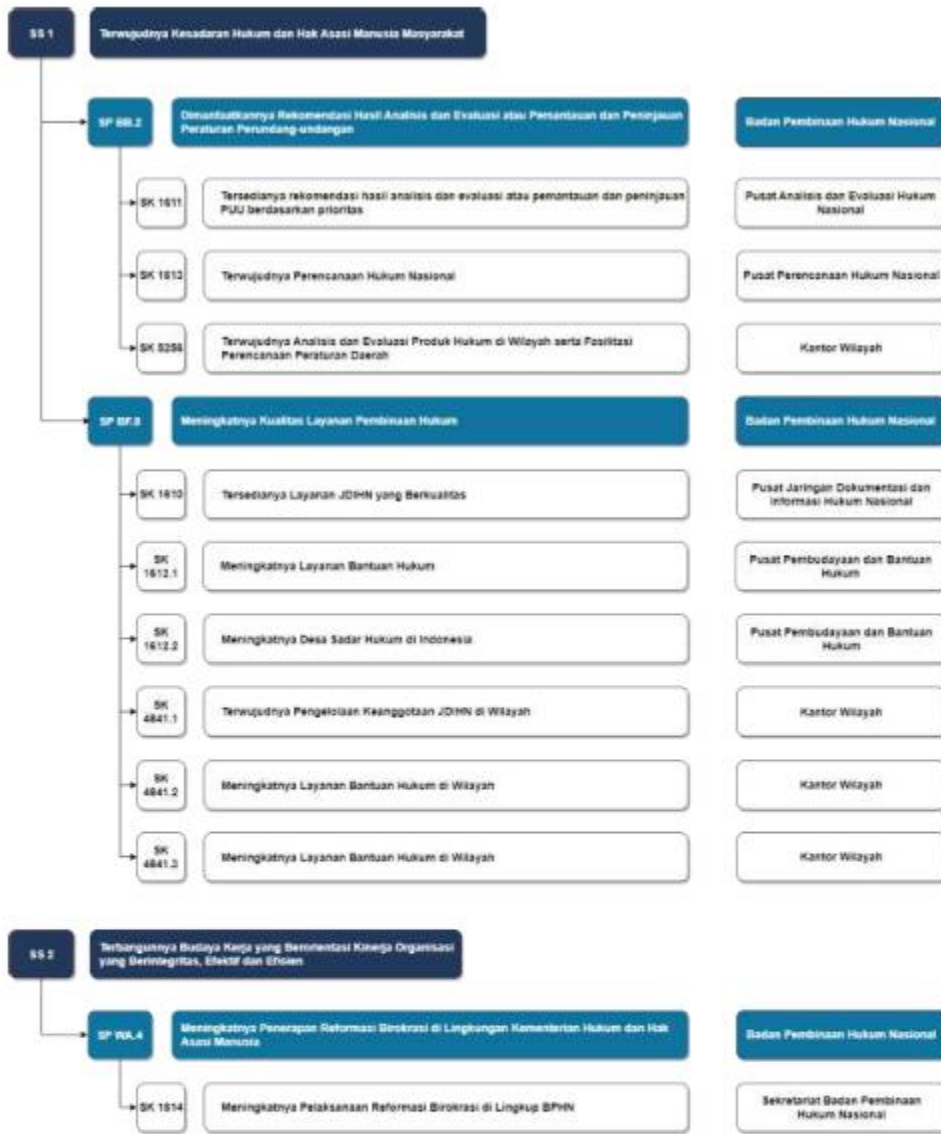 SS 1
Terwujudnya Kesadaran Hukum dan Hak Asasi Manusia Masyarakat
SP BB.2
Dimanfaatkannya Rekomendasi Hasil Analisis dan Evaluasi atau Pemantauan dan Peninjauan
Peraturan Perundang-undangan
Badan Pembinaan Hukum Nasional
SK 1611
Tersedianya rekomendasi hasil analisis dan evaluasi atau pemantauan dan peninjauan
PUU berdasarkan prioritas
Pusat Analisis dan Evaluasi Hukum
Nasional
SK 1613
Terwujudnya Perencanaan Hukum Nasional
Pusat Perencanaan Hukum Nasional
SK 5256
Terwujudnya Analisis dan Evaluasi Produk Hukum di Wilayah serta Fasilitasi
Perencanaan Peraturan Daerah
Kantor Wilayah
SP BF.3
Meningkatnya Kualitas Layanan Pembinaan Hukum
Badan Pembinaan Hukum Nasional
SK 1610
Tersedianya Layanan JDIHN yang Berkualitas
Pusat Jaringan Dokumentasi dan
Informasi Hukum Nasional
SK
1612.1
Meningkatnya Layanan Bantuan Hukum
Pusat Pembudayaan dan Bantuan
Hukum
SK
1612.2
Meningkatnya Desa Sadar Hukum di Indonesia
Pusat Pembudayaan dan Bantuan
Hukum
SK
4841.1
Terwujudnya Pengelolaan Keanggotaan JDIHN di Wilayah
Kantor Wilayah
SK
4841.2
Meningkatnya Layanan Bantuan Hukum di Wilayah
Kantor Wilayah
SK
4841.3
Meningkatnya Layanan Bantuan Hukum di Wilayah
Kantor Wilayah
SS 2
Terbangunnya Budaya Kerja yang Berorientasi Kinerja Organisasi
yang Berintegritas, Efektif dan Efisien
SP WA.4
Meningkatnya Penerapan Reformasi Birokrasi di Lingkungan Kementerian Hukum dan Hak
Asasi Manusia
Badan Pembinaan Hukum Nasional
SK 1614
Meningkatnya Pelaksanaan Reformasi Birokrasi di Lingkup BPHN
Sekretariat Badan Pembinaan
Hukum Nasional